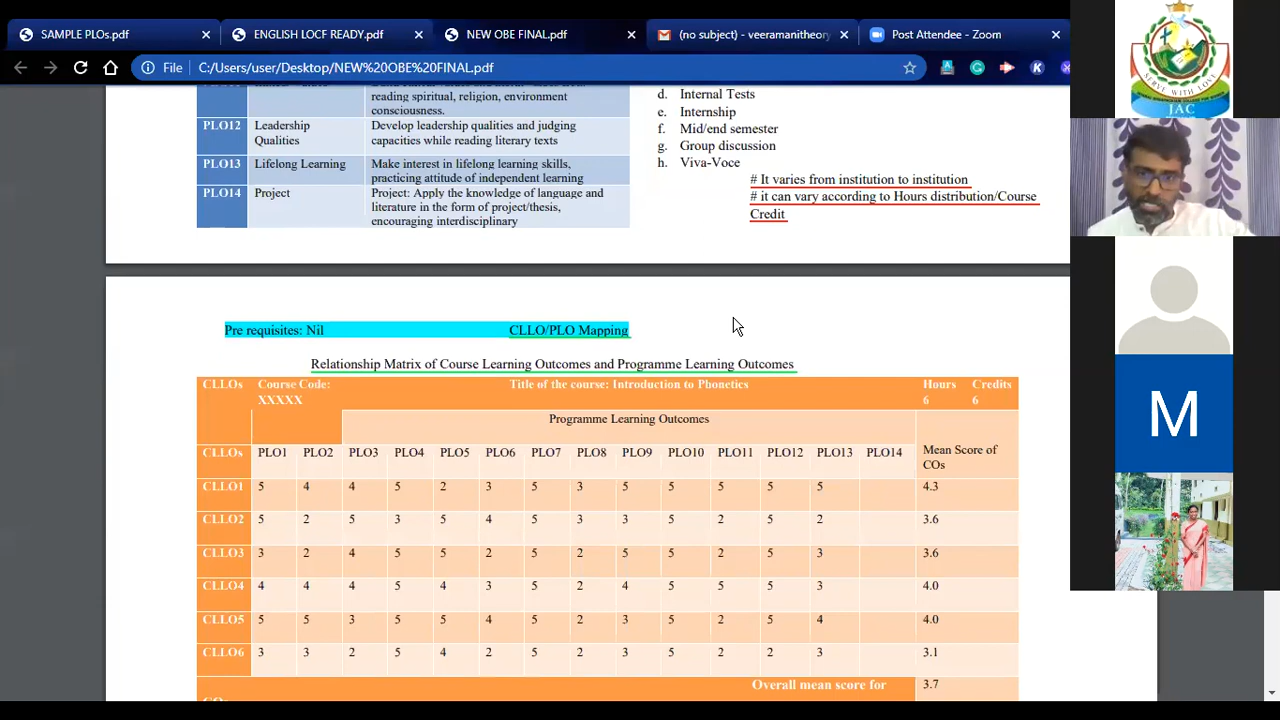 SAMPLE PLOs.pdf
ENGLISH LOCF READY.pdf
NEW OBE FINAL.pdf
(no subject) - veeramanitheory
Post Attendee - Zoom
File C:/Users/user/Desktop/NEW%20OBE%20FINAL.pdf
reading spiritual, religion, environment
consciousness.
PLO12 Leadership Qualities Develop leadership qualities and judging
capacities while reading literary texts
PLO13 Lifelong Learning Make interest in lifelong learning skills,
practicing attitude of independent learning
PLO14 Project Project: Apply the knowledge of language and
literature in the form of project/thesis,
encouraging interdisciplinary
d. Internal Tests
e. Internship
f. Mid/end semester
g. Group discussion
h. Viva-Voce
# It varies from institution to institution
# it can vary according to Hours distribution/Course
Credit
SERVE WITH LOVE
JAC
M
Pre requisites: Nil CLLO/PLO Mapping
Relationship Matrix of Course Learning Outcomes and Programme Learning Outcomes
CLLOs Course Code: Title of the course: Introduction to Phonetics Hours Credits
XXXXX 6 6
Programme Learning Outcomes
CLLOs PLO1 PLO2 PLO3 PLO4 PLO5 PLO6 PLO7 PLO8 PLO9 PLO10 PLO11 PLO12 PLO13 PLO14 Mean Score of
COs
CLLO1 5 4 4 5 2 3 5 3 5 5 5 5 5 4.3
CLLO2 5 2 5 3 5 4 5 3 3 5 2 5 2 3.6
CLLO3 3 2 4 5 5 2 5 2 5 5 2 5 3 3.6
CLLO4 4 4 4 5 4 3 5 2 4 5 5 5 3 4.0
CLLO5 5 5 3 5 5 4 5 2 3 5 2 5 4 4.0
CLLO6 3 3 2 5 4 2 5 2 3 5 2 2 3 3.1
Overall mean score for 3.7